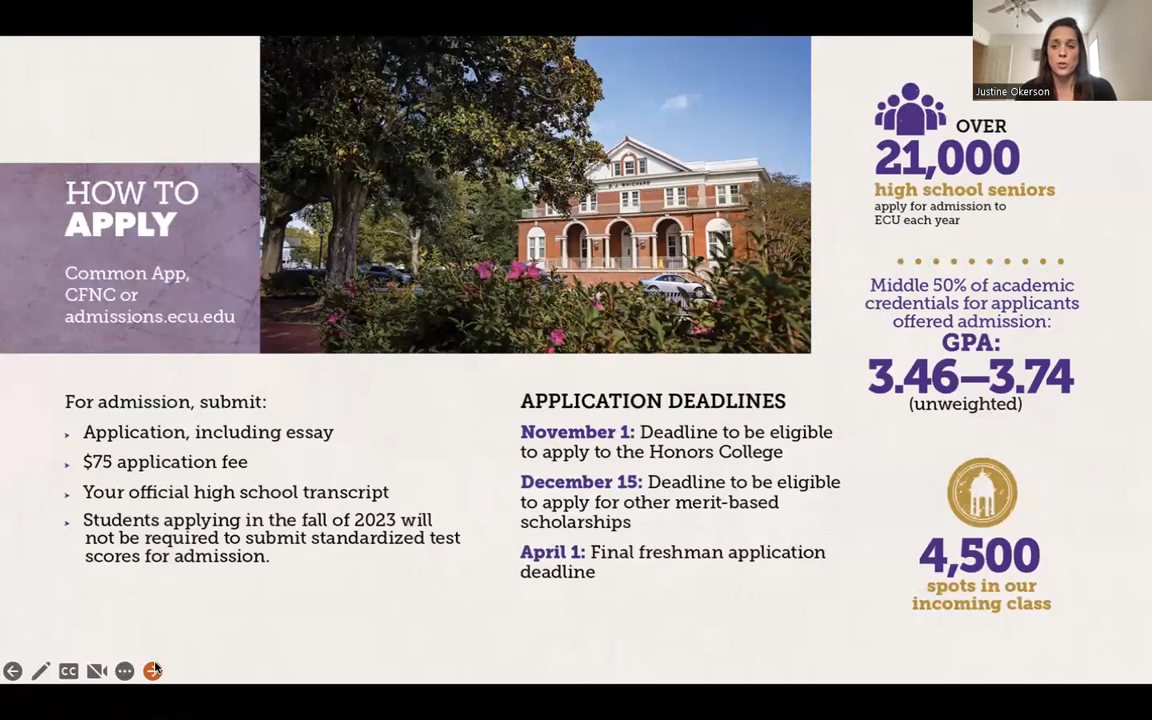 HOW TO
APPLY
Common App,
CFNC or
admissions.ecu.edu
For admission, submit:
Application, including essay
$75 application fee
Your official high school transcript
Students applying in the fall of 2023 will
not be required to submit standardized test
scores for admission.
APPLICATION DEADLINES
November 1: Deadline to be eligible
to apply to the Honors College
December 15: Deadline to be eligible
to apply for other merit-based
scholarships
April 1: Final freshman application
deadline
Justine Okerson
OVER
21,000
high school seniors
apply for admission to
ECU each year
Middle 50% of academic
credentials for applicants
offered admission:
GPA:
3.46–3.74
(unweighted)
4,500
spots in our
incoming class
CC